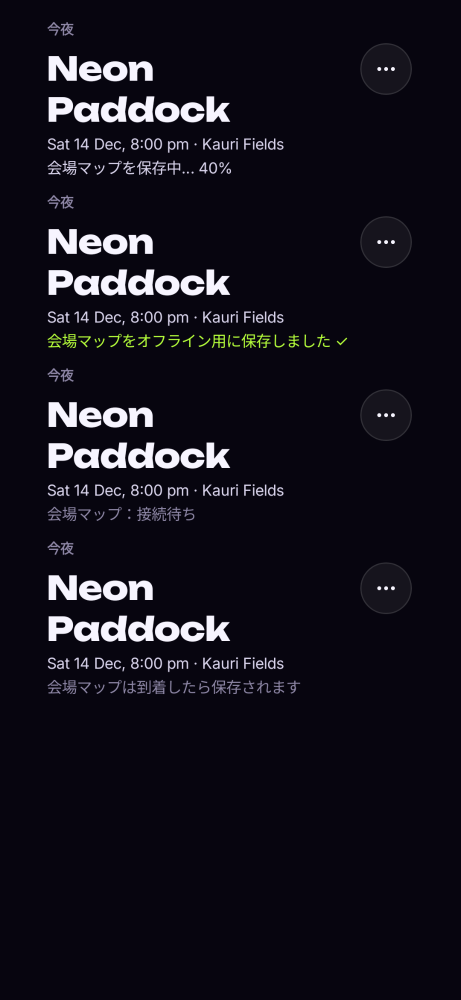 今夜
Neon
Paddock
Sat 14 Dec, 8:00 pm · Kauri Fields
会場マップを保存中... 40%
今夜
Neon
Paddock
Sat 14 Dec, 8:00 pm · Kauri Fields
会場マップをオフライン用に保存しました ✓
今夜
Neon
Paddock
Sat 14 Dec, 8:00 pm · Kauri Fields
会場マップ：接続待ち
今夜
Neon
Paddock
Sat 14 Dec, 8:00 pm · Kauri Fields
会場マップは到着したら保存されます